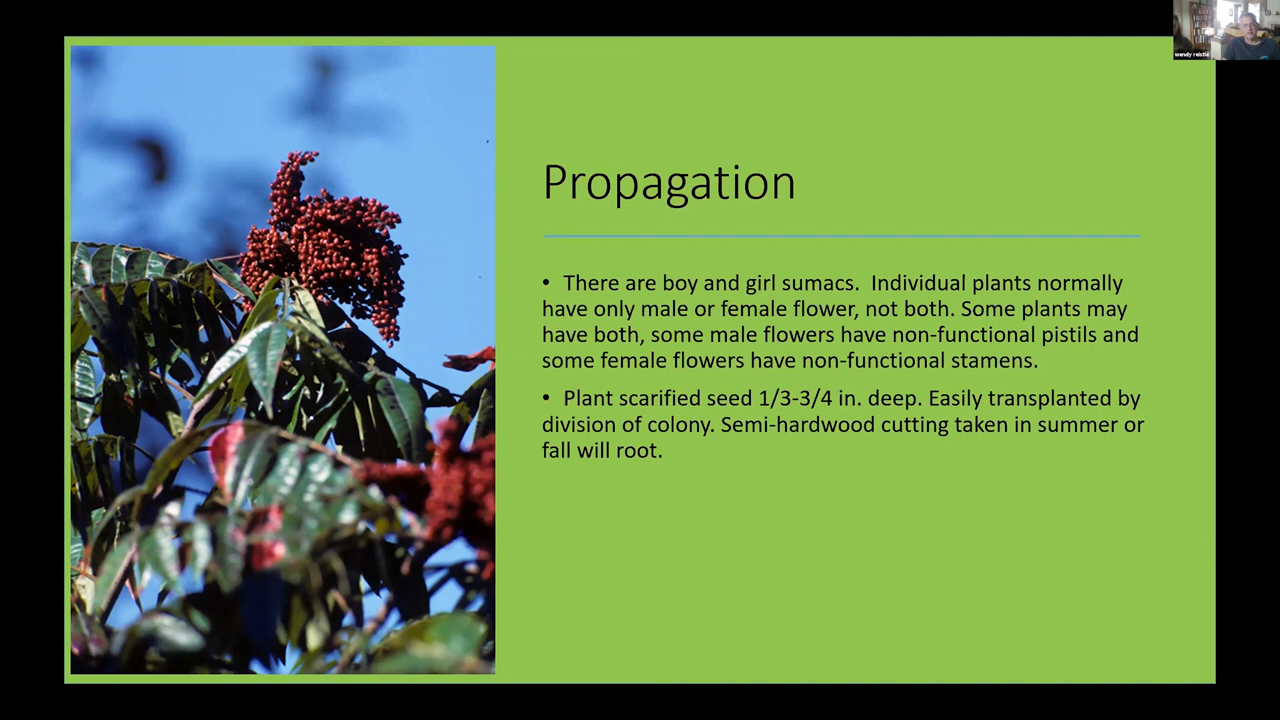 wendy reistle
Propagation
• There are boy and girl sumacs.  Individual plants normally
have only male or female flower, not both. Some plants may
have both, some male flowers have non-functional pistils and
some female flowers have non-functional stamens.
• Plant scarified seed 1/3-3/4 in. deep. Easily transplanted by
division of colony. Semi-hardwood cutting taken in summer or
fall will root.